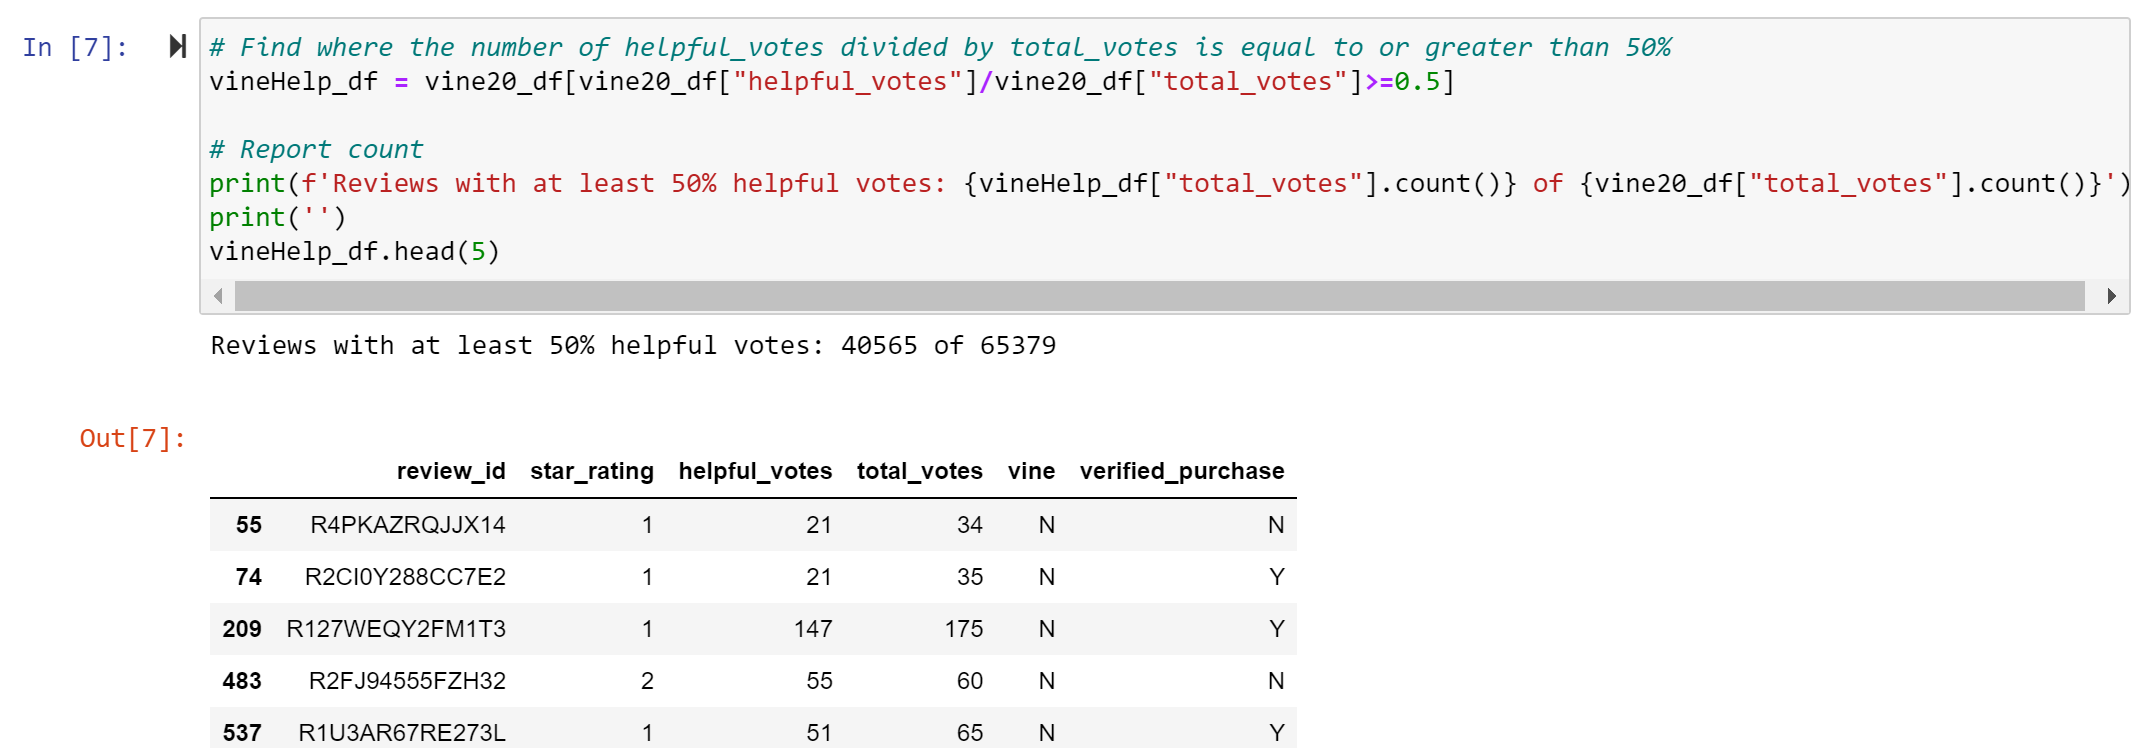 In [7]:
# Find where the number of helpful_votes divided by total_votes is equal to or greater than 50%
vineHelp_df = vine20_df[vine20_df["helpful_votes"]/vine20_df["total_votes"]>=0.5]
# Report count
print(f'Reviews with at least 50% helpful votes: {vineHelp_df["total_votes"].count()} of {vine20_df["total_votes"].count()}')
print('')
vineHelp_df.head(5)
Reviews with at least 50% helpful votes: 40565 of 65379
Out[7]:
review_id star_rating helpful_votes total_votes vine verified_purchase
55 R4PKAZRQJJX14 1 21 34 N N
74 R2CI0Y288CC7E2 1 21 35 N Y
209 R127WEQY2FM1T3 1 147 175 N Y
483 R2FJ94555FZH32 2 55 60 N N
537 R1U3AR67RE273L 1 51 65 N Y